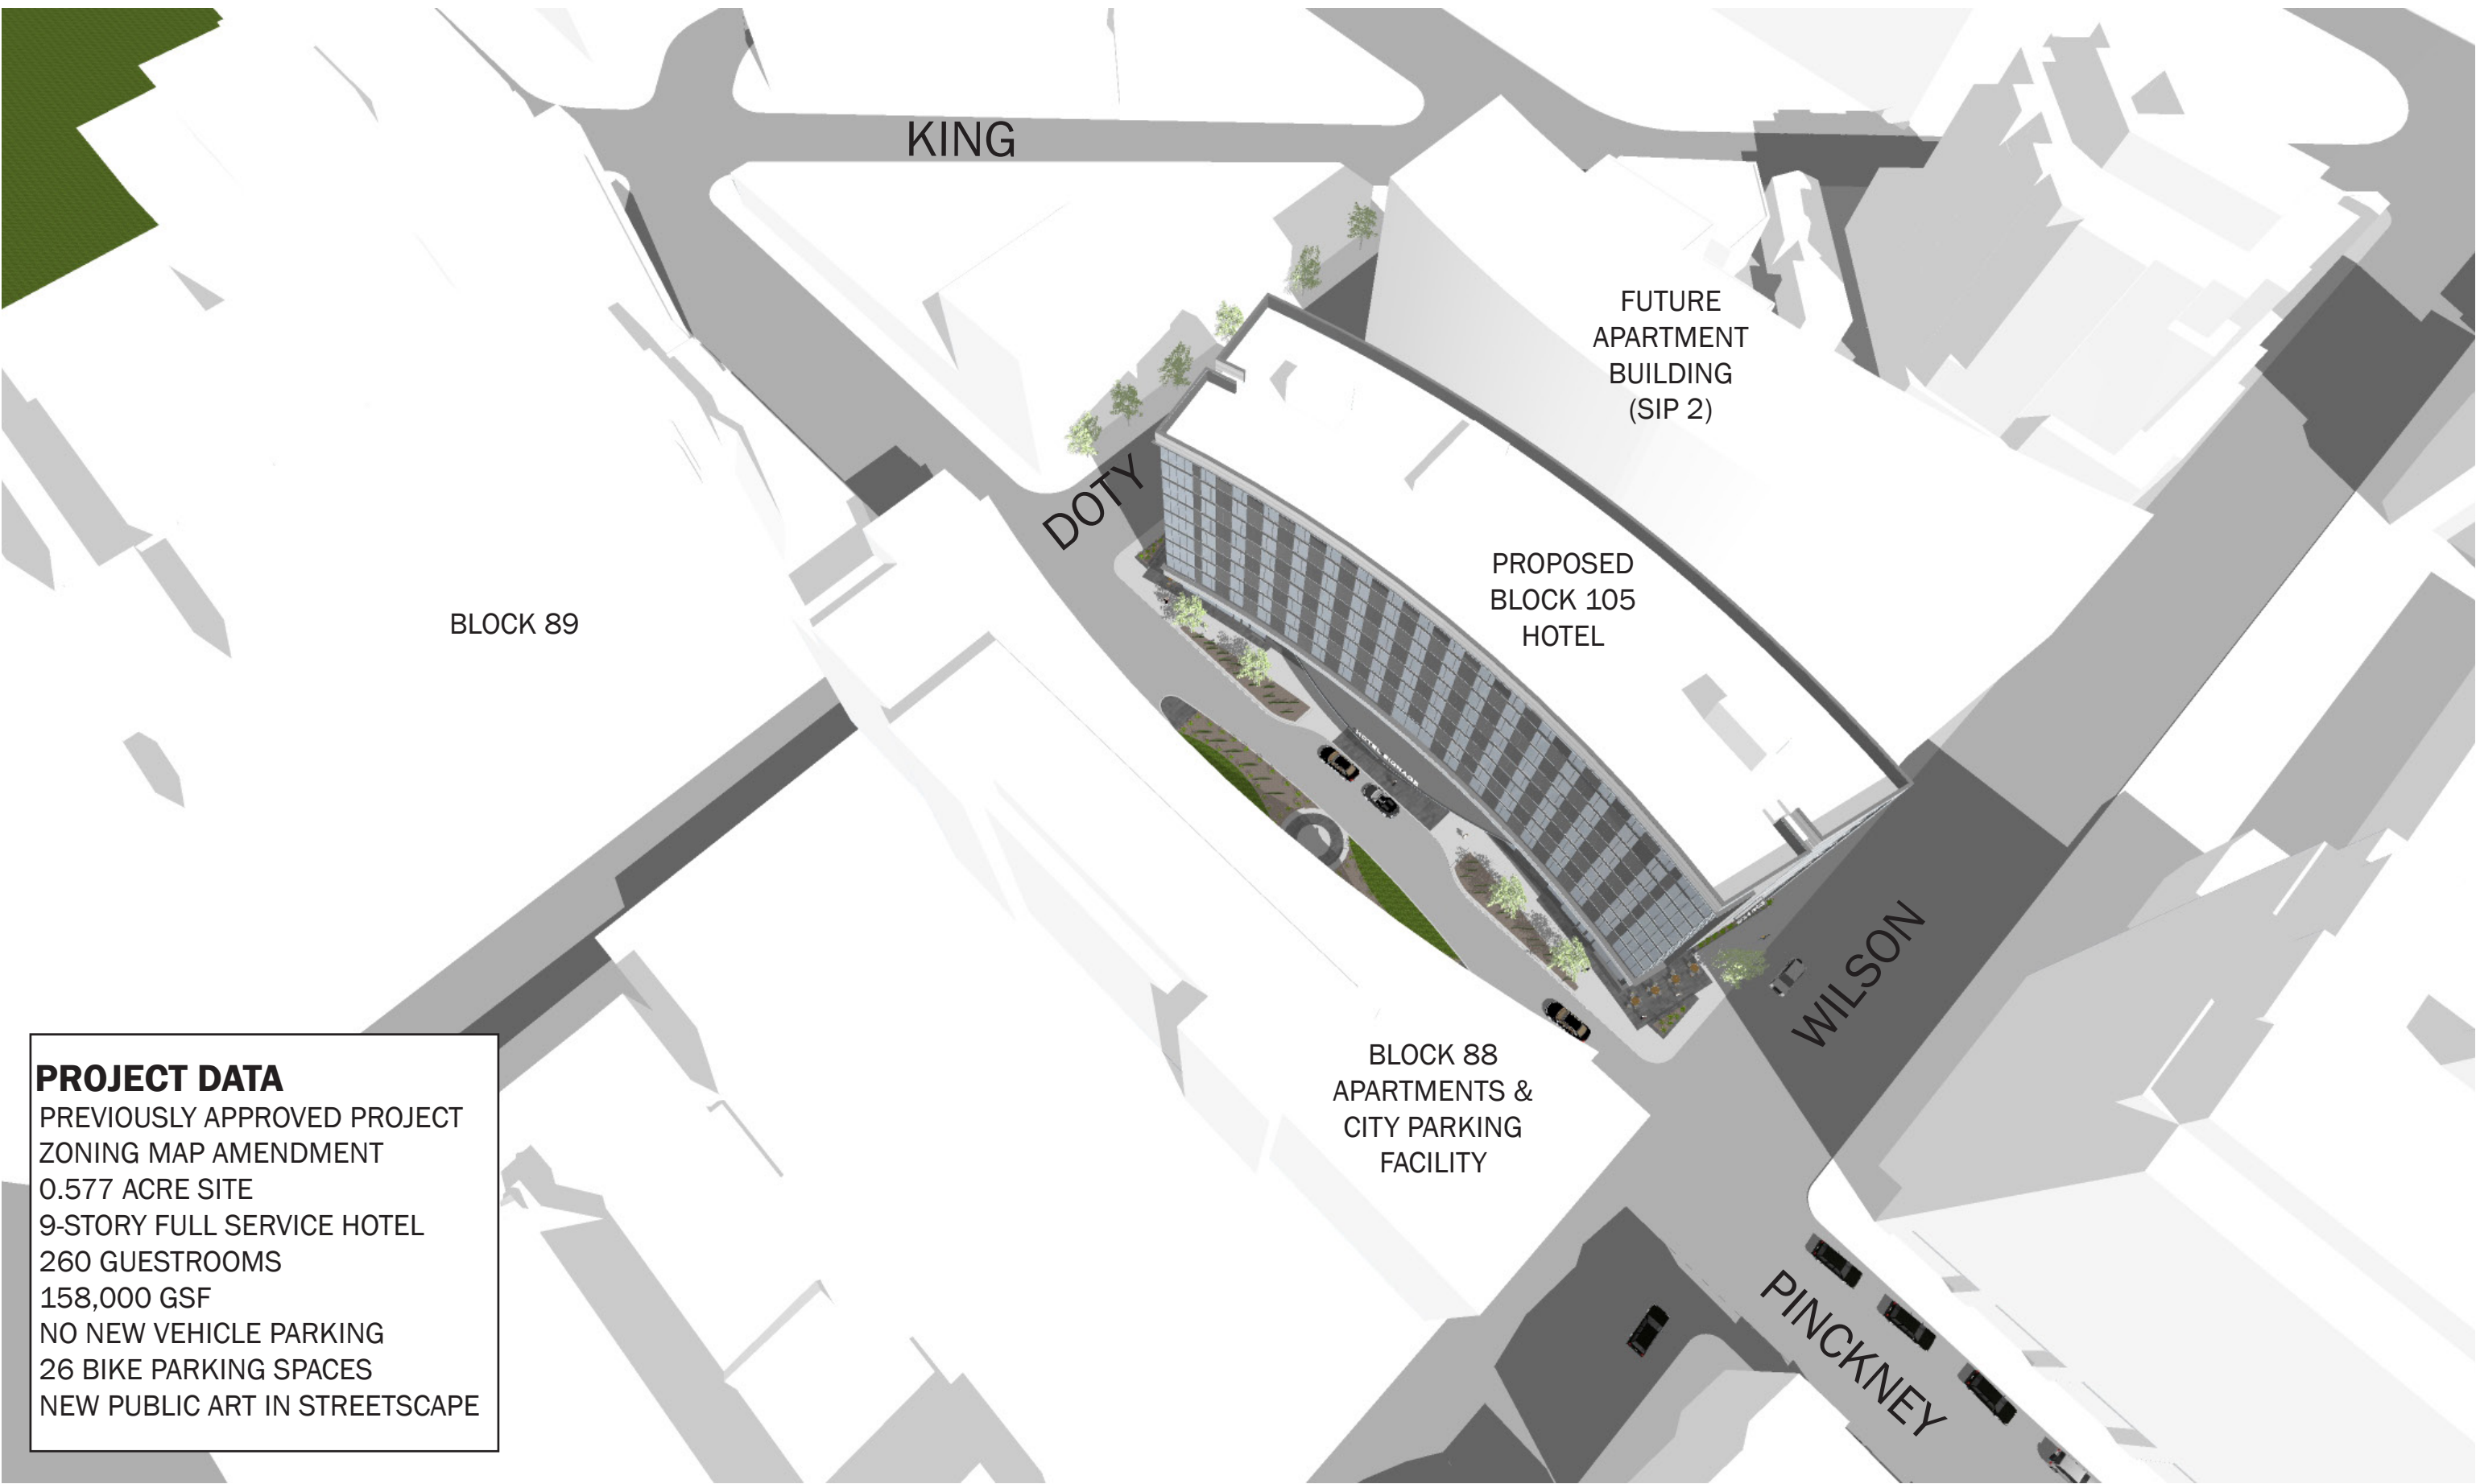 KING
FUTURE
APARTMENT
BUILDING
(SIP 2)
DOTY
PROPOSED
BLOCK 105
HOTEL
BLOCK 89
HOTEL SIGNAGE
WILSON
BLOCK 88
APARTMENTS &
CITY PARKING
FACILITY
PINCKNEY
PROJECT DATA
PREVIOUSLY APPROVED PROJECT
ZONING MAP AMENDMENT
0.577 ACRE SITE
9-STORY FULL SERVICE HOTEL
260 GUESTROOMS
158,000 GSF
NO NEW VEHICLE PARKING
26 BIKE PARKING SPACES
NEW PUBLIC ART IN STREETSCAPE